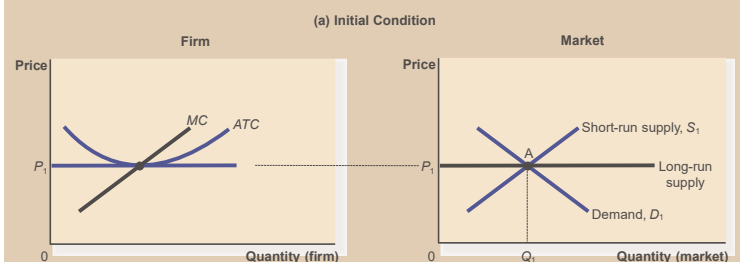 (a) Initial Condition
Firm
Market
Price
MC
ATC
P1
0
Quantity (firm)
Price
Short-run supply, S1
A
P1
Long-run
supply
Demand, D1
0
Q1
Quantity (market)